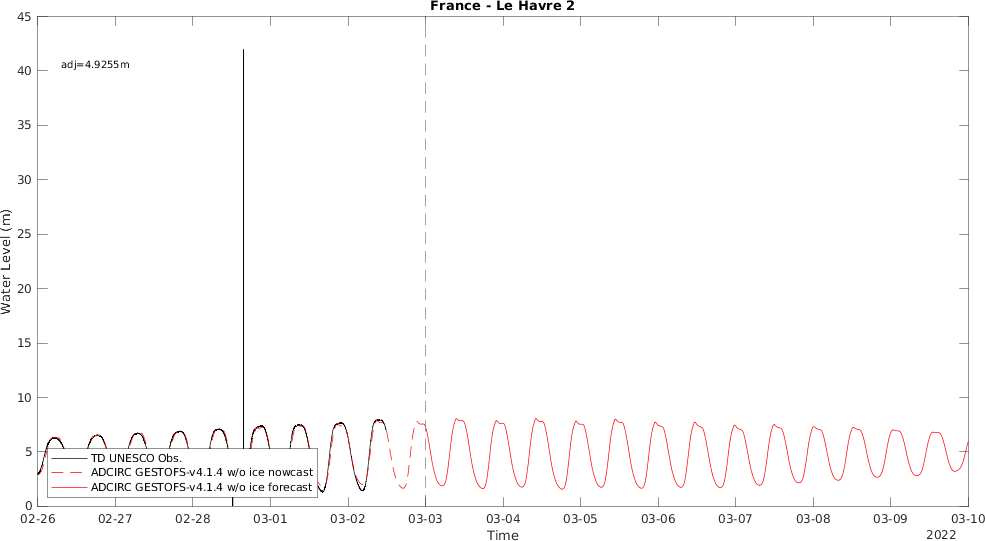 France - Le Havre 2
45
40
35
30
25
20
15
10
5
0
adj=4.9255m
Water Level (m)
TD UNESCO Obs.
ADCIRC GESTOFS-v4.1.4 w/o ice nowcast
ADCIRC GESTOFS-v4.1.4 w/o ice forecast
02-26 02-27 02-28 03-01 03-02 03-03 03-04 03-05 03-06 03-07 03-08 03-09 03-10
Time
2022